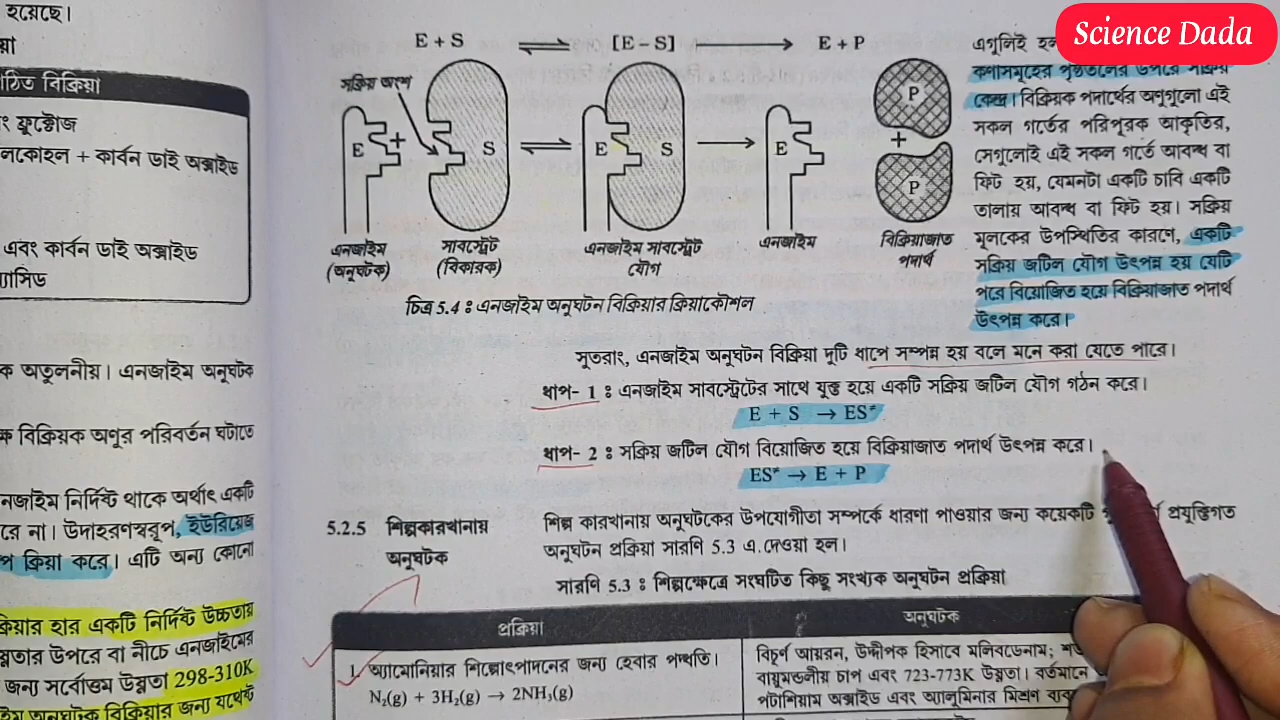 Science Dada
হয়েছে।
য়া
গঠিত বিক্রিয়া
ং ফ্রুক্টোজ
লকোহল + কার্বন ডাই অক্সাইড
এবং কার্বন ডাই অক্সাইড
্যাসিড
ক অতুলনীয়। এনজাইম অনুঘটক
ক্ষ বিক্রিয়ক অণুর পরিবর্তন ঘটাতে
নজাইম নির্দিষ্ট থাকে অর্থাৎ একটি
রে না। উদাহরণস্বরূপ, ইউরিয়েজ
প ক্রিয়া করে। এটি অন্য কোনো
ক্রিয়ার হার একটি নির্দিষ্ট উষ্ণতায়
ষ্ণতার উপরে বা নীচে এনজাইমের
জন্য সর্বোত্তম উষ্ণতা 298-310K
ইম অনুঘটক বিক্রিয়ার জন্য যথেষ্ট
E + S ⇌ [E – S] → E + P
সক্রিয় অংশ
E + S ⇌ E S → E P + P
এনজাইম (অনুঘটক)
সাবস্ট্রেট (বিকারক)
এনজাইম সাবস্ট্রেট যৌগ
এনজাইম
বিক্রিয়াজাত পদার্থ
চিত্র 5.4 : এনজাইম অনুঘটন বিক্রিয়ার ক্রিয়াকৌশল
এগুলিই হল
কণাসমূহের পৃষ্ঠতলের উপরে সক্রিয়
কেন্দ্র। বিক্রিয়ক পদার্থের অণুগুলো এই
সকল গর্তের পরিপূরক আকৃতির,
সেগুলোই এই সকল গর্তে আবদ্ধ বা
ফিট হয়, যেমনটা একটি চাবি একটি
তালায় আবদ্ধ বা ফিট হয়। সক্রিয়
মূলকের উপস্থিতির কারণে, একটি
সক্রিয় জটিল যৌগ উৎপন্ন হয় যেটি
পরে বিয়োজিত হয়ে বিক্রিয়াজাত পদার্থ
উৎপন্ন করে।
সুতরাং, এনজাইম অনুঘটন বিক্রিয়া দুটি ধাপে সম্পন্ন হয় বলে মনে করা যেতে পারে।
ধাপ- 1 : এনজাইম সাবস্ট্রেটের সাথে যুক্ত হয়ে একটি সক্রিয় জটিল যৌগ গঠন করে।
E + S → ES≠
ধাপ- 2 : সক্রিয় জটিল যৌগ বিয়োজিত হয়ে বিক্রিয়াজাত পদার্থ উৎপন্ন করে।
ES≠ → E + P
5.2.5 শিল্পকারখানায় অনুঘটক
শিল্প কারখানায় অনুঘটকের উপযোগীতা সম্পর্কে ধারণা পাওয়ার জন্য কয়েকটি প্রযুক্তিগত
অনুঘটন প্রক্রিয়া সারণি 5.3 এ দেওয়া হল।
সারণি 5.3 : শিল্পক্ষেত্রে সংঘটিত কিছু সংখ্যক অনুঘটন প্রক্রিয়া
প্রক্রিয়া অনুঘটক
1. অ্যামোনিয়ার শিল্পোৎপাদনের জন্য হেবার পদ্ধতি।
N₂(g) + 3H₂(g) → 2NH₃(g)
বিচূর্ণ আয়রন, উদ্দীপক হিসাবে মলিবডেনাম;
বায়ুমণ্ডলীয় চাপ এবং 723-773K উষ্ণতা। বর্তমানে
পটাশিয়াম অক্সাইড এবং অ্যালুমিনার মিশ্রণ